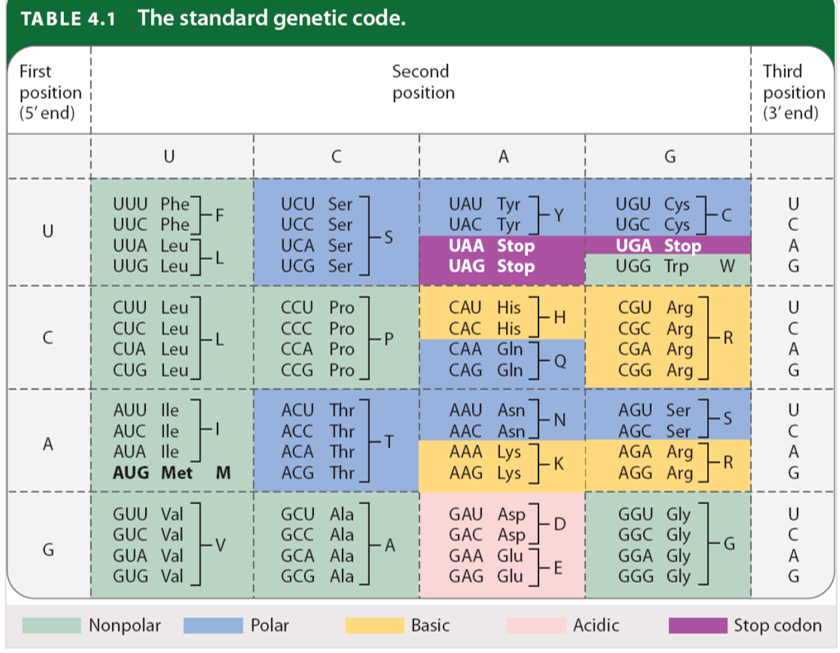 TABLE 4.1 The standard genetic code.
First position (5′ end)
Second position
Third position (3′ end)
U C A G
U
UUU Phe
UUC Phe
F
UUA Leu
UUG Leu
L
UCU Ser
UCC Ser
UCA Ser
UCG Ser
S
UAU Tyr
UAC Tyr
Y
UAA Stop
UAG Stop
UGU Cys
UGC Cys
C
UGA Stop
UGG Trp W
U
C
A
G
C
CUU Leu
CUC Leu
CUA Leu
CUG Leu
L
CCU Pro
CCC Pro
CCA Pro
CCG Pro
P
CAU His
CAC His
H
CAA Gln
CAG Gln
Q
CGU Arg
CGC Arg
CGA Arg
CGG Arg
R
U
C
A
G
A
AUU Ile
AUC Ile
AUA Ile
I
AUG Met M
ACU Thr
ACC Thr
ACA Thr
ACG Thr
T
AAU Asn
AAC Asn
N
AAA Lys
AAG Lys
K
AGU Ser
AGC Ser
S
AGA Arg
AGG Arg
R
U
C
A
G
G
GUU Val
GUC Val
GUA Val
GUG Val
V
GCU Ala
GCC Ala
GCA Ala
GCG Ala
A
GAU Asp
GAC Asp
D
GAA Glu
GAG Glu
E
GGU Gly
GGC Gly
GGA Gly
GGG Gly
G
U
C
A
G
Nonpolar Polar Basic Acidic Stop codon